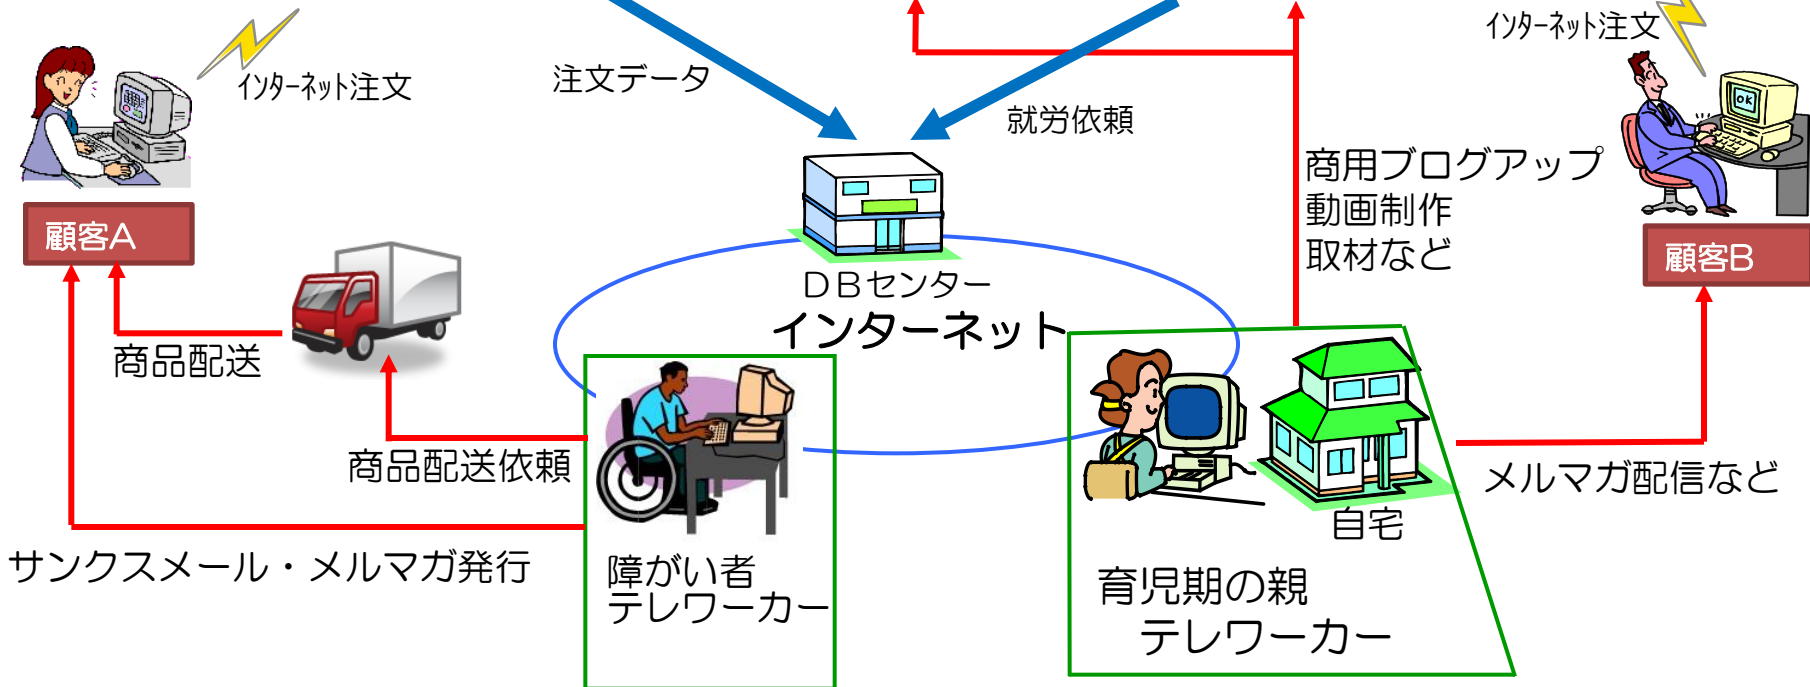 インターネット注文
注文データ
就労依頼
インターネット注文
OK
商用ブログアップ
動画制作
取材など
顧客A
顧客B
DBセンター
インターネット
商品配送
商品配送依頼
メルマガ配信など
自宅
サンクスメール・メルマガ発行
障がい者
テレワーカー
育児期の親
テレワーカー